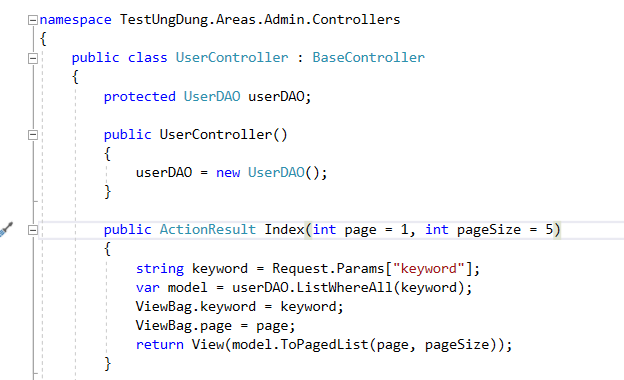 namespace TestUngDung.Areas.Admin.Controllers
{
public class UserController : BaseController
{
protected UserDAO userDAO;
public UserController()
{
userDAO = new UserDAO();
}
public ActionResult Index(int page = 1, int pageSize = 5)
{
string keyword = Request.Params["keyword"];
var model = userDAO.ListWhereAll(keyword);
ViewBag.keyword = keyword;
ViewBag.page = page;
return View(model.ToPagedList(page, pageSize));
}